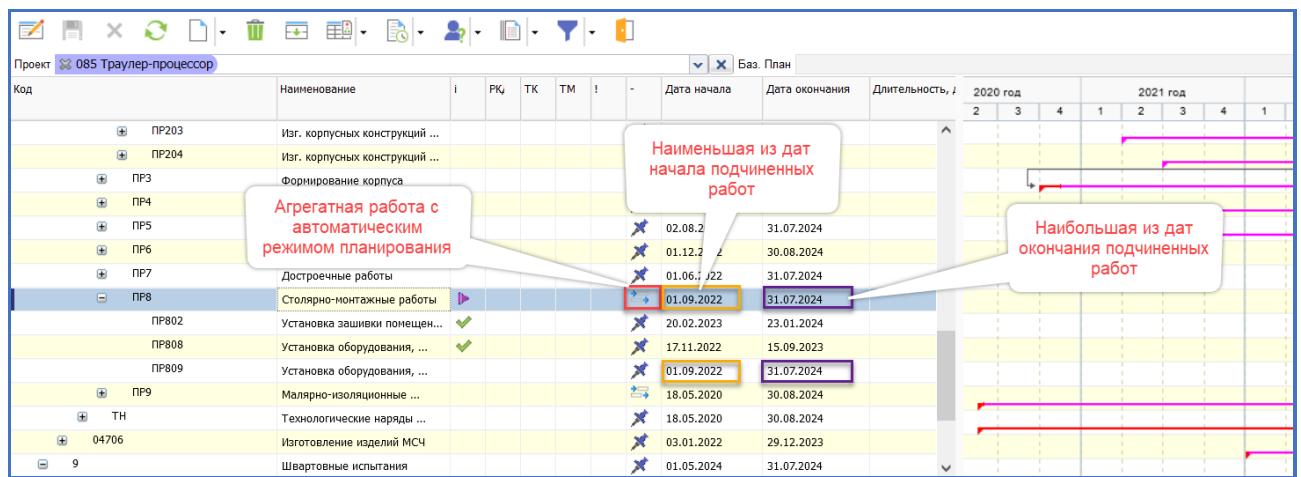 Проект 085 Траулер-процессор Баз. План
Код Наименование i РК, ТК ТМ ! - Дата начала Дата окончания Длительность, д 2020 год 2021 год
2 3 4 1 2 3 4 1
ПР203 Изг. корпусных конструкций ...
ПР204 Изг. корпусных конструкций ...
ПР3 Формирование корпуса
ПР4
ПР5 02.08.2 31.07.2024
ПР6 30.08.2024
ПР7 Достроечные работы 31.07.2024
ПР8 Столярно-монтажные работы 01.09.2022 31.07.2024
ПР802 Установка зашивки помещен... 20.02.2023 23.01.2024
ПР808 Установка оборудования, ... 17.11.2022 15.09.2023
ПР809 Установка оборудования, ... 01.09.2022 31.07.2024
ПР9 Малярно-изоляционные ... 18.05.2020 30.08.2024
ТН Технологические наряды ... 18.05.2020 30.08.2024
04706 Изготовление изделий МСЧ 03.01.2022 29.12.2023
9 Швартовные испытания 01.05.2024 31.07.2024
Наименьшая из дат
начала подчиненных
работ
Агрегатная работа с
автоматическим
режимом планирования
Наибольшая из дат
окончания подчиненных
работ